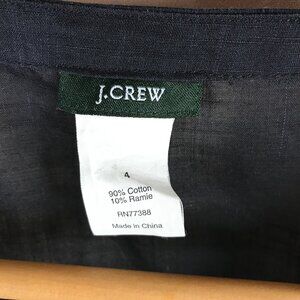 J.CREW
4
90% Cotton
10% Ramie
RN77388
Made in China